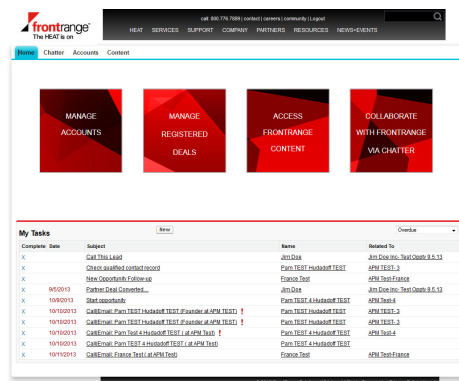 frontrange
The HEAT is on
call: 800.776.7889 | contact | careers | community | Logout
HEAT SERVICES SUPPORT COMPANY PARTNERS RESOURCES NEWS+EVENTS
Home Chatter Accounts Content
MANAGE
ACCOUNTS
MANAGE
REGISTERED
DEALS
ACCESS
FRONTRANGE
CONTENT
COLLABORATE
WITH FRONTRANGE
VIA CHATTER
My Tasks New Overdue
Complete Date Subject Name Related To
X Call This Lead Jim Doe Jim Doe Inc- Test Oppty 9.5.13
X Check qualified contact record Pam TEST Hudadoff TEST APM TEST- 3
X New Opportunity Follow-up France Test APM Test-France
X 9/5/2013 Partner Deal Converted... Jim Doe Jim Doe Inc- Test Oppty 9.5.13
X 10/9/2013 Start opportunity Pam TEST 4 Hudadoff TEST APM Test-4
X 10/10/2013 Call/Email: Pam TEST Hudadoff TEST (Founder at APM TEST) ! Pam TEST Hudadoff TEST APM TEST- 3
X 10/10/2013 Call/Email: Pam TEST Hudadoff TEST (Founder at APM TEST) ! Pam TEST Hudadoff TEST APM TEST- 3
X 10/10/2013 Call/Email: Pam Test 4 Hudadoff TEST ( at APM Test) ! Pam TEST 4 Hudadoff TEST APM Test-4
X 10/10/2013 Call/Email: Pam TEST 4 Hudadoff TEST ( at APM Test) Pam TEST 4 Hudadoff TEST
X 10/11/2013 Call/Email: France Test ( at APM Test) France Test APM Test-France